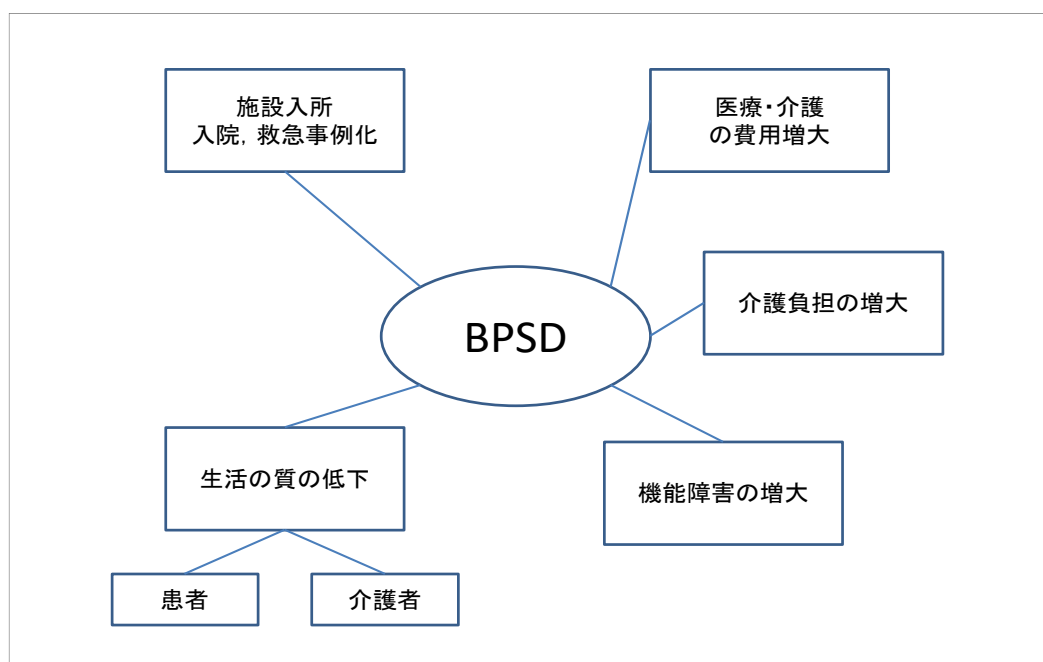 施設入所
入院，救急事例化
医療・介護
の費用増大
BPSD
介護負担の増大
生活の質の低下
機能障害の増大
患者
介護者